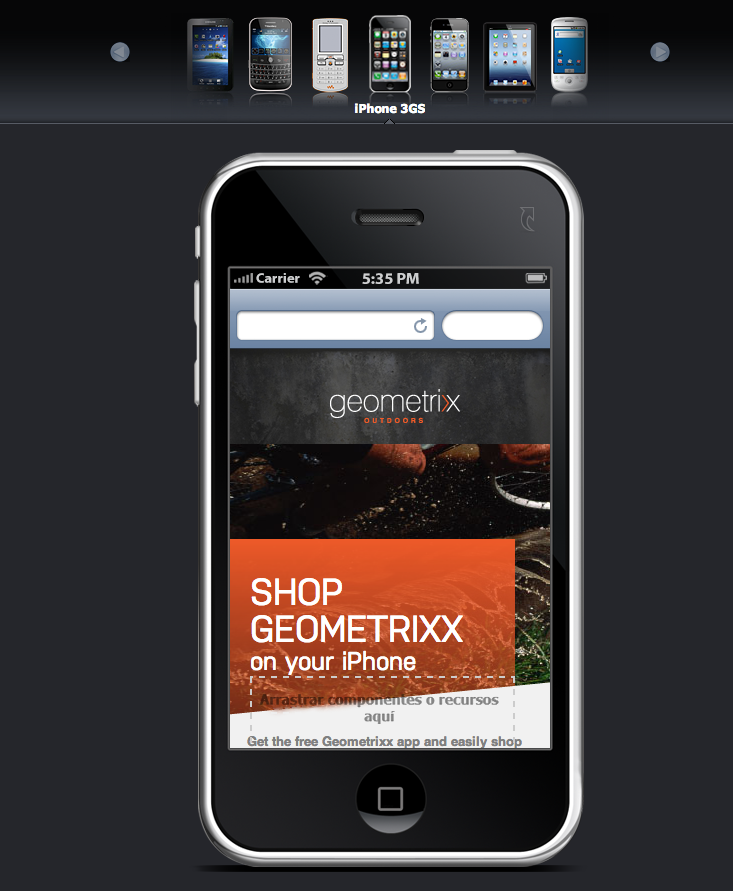 iPhone 3GS
Carrier
5:35 PM
geometrixx
OUTDOORS
SHOP
GEOMETRIXX
on your iPhone
Arrastrar componentes o recursos
aquí
Get the free Geometrixx app and easily shop